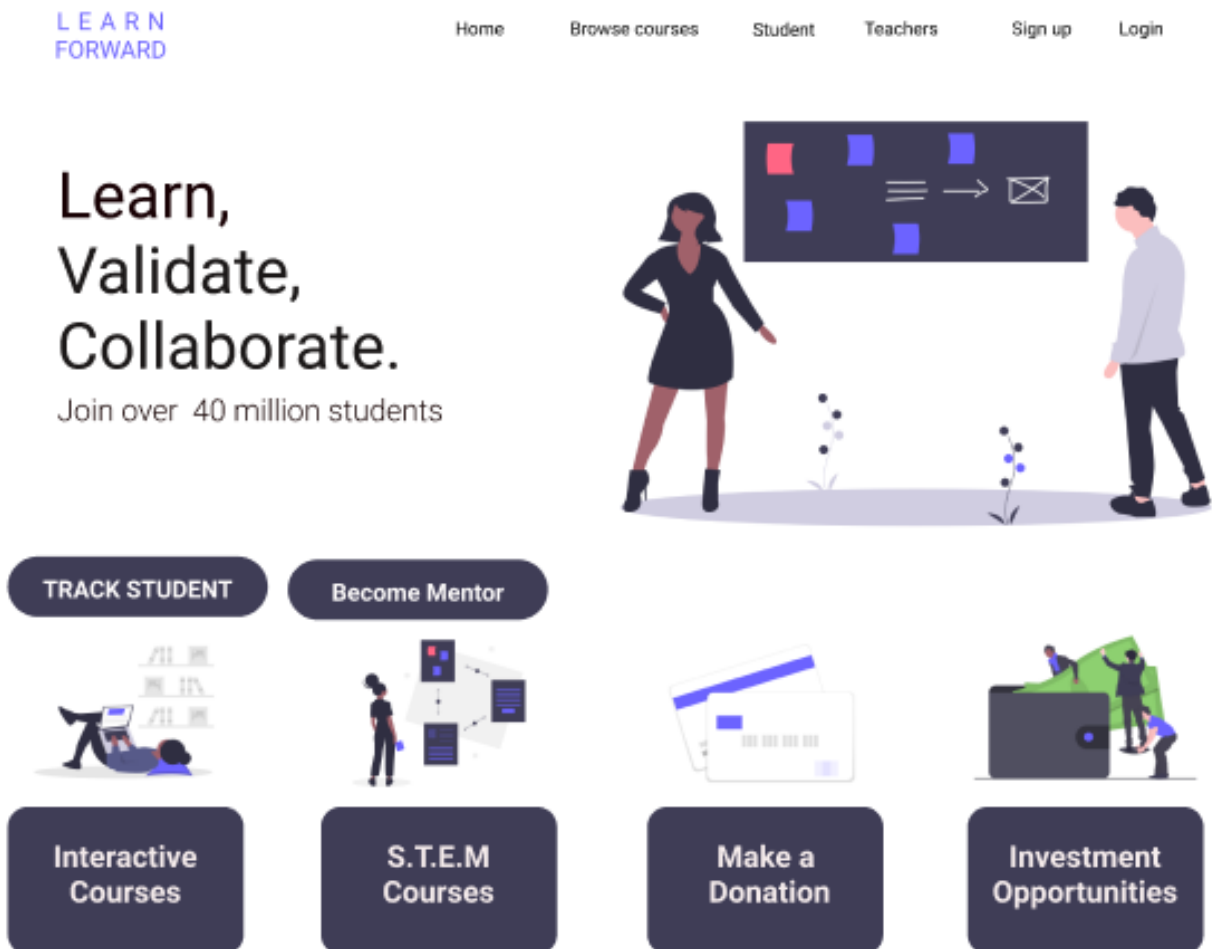 LEARN
FORWARD
Home Browse courses Student Teachers Sign up Login
Learn,
Validate,
Collaborate.
Join over 40 million students
TRACK STUDENT Become Mentor
Interactive
Courses
S.T.E.M
Courses
Make a
Donation
Investment
Opportunities